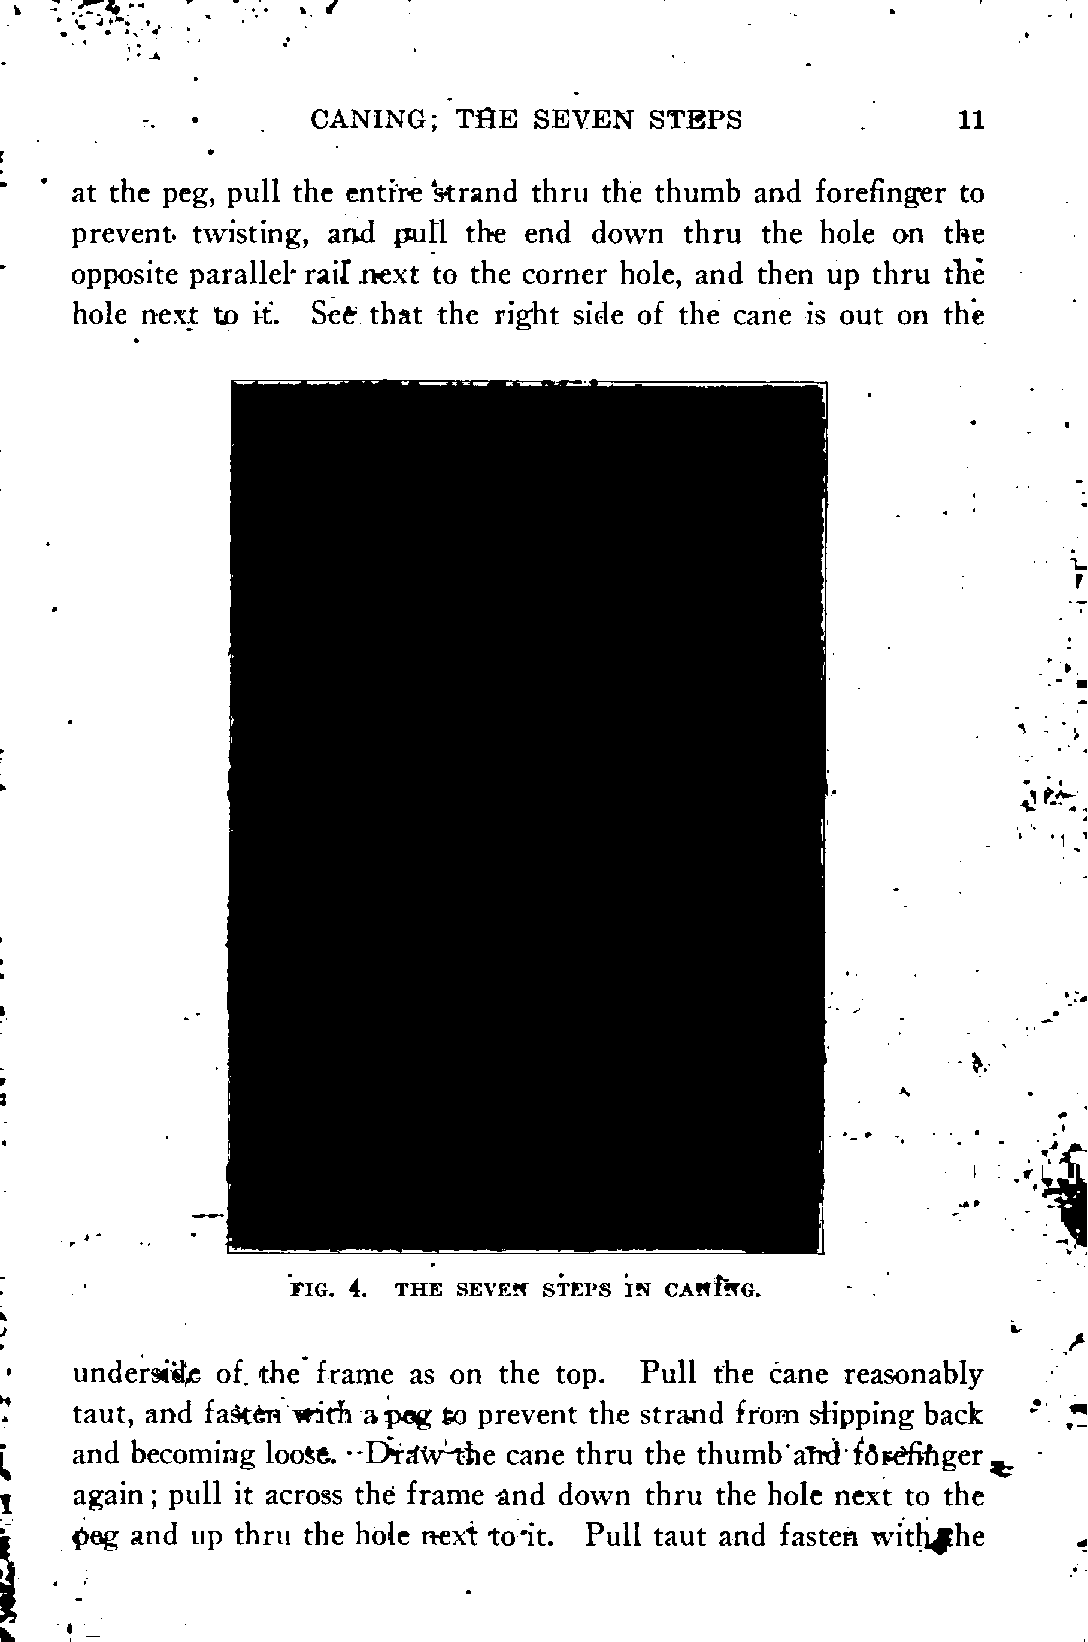 CANING; THE SEVEN STEPS 11
at the peg, pull the entire strand thru the thumb and forefinger to
prevent twisting, and pull the end down thru the hole on the
opposite parallel rail next to the corner hole, and then up thru the
hole next to it. See that the right side of the cane is out on the
FIG. 4. THE SEVEN STEPS IN CANING.
underside of the frame as on the top. Pull the cane reasonably
taut, and fasten with a peg to prevent the strand from slipping back
and becoming loose. Draw the cane thru the thumb and forefinger
again; pull it across the frame and down thru the hole next to the
peg and up thru the hole next to it. Pull taut and fasten with the